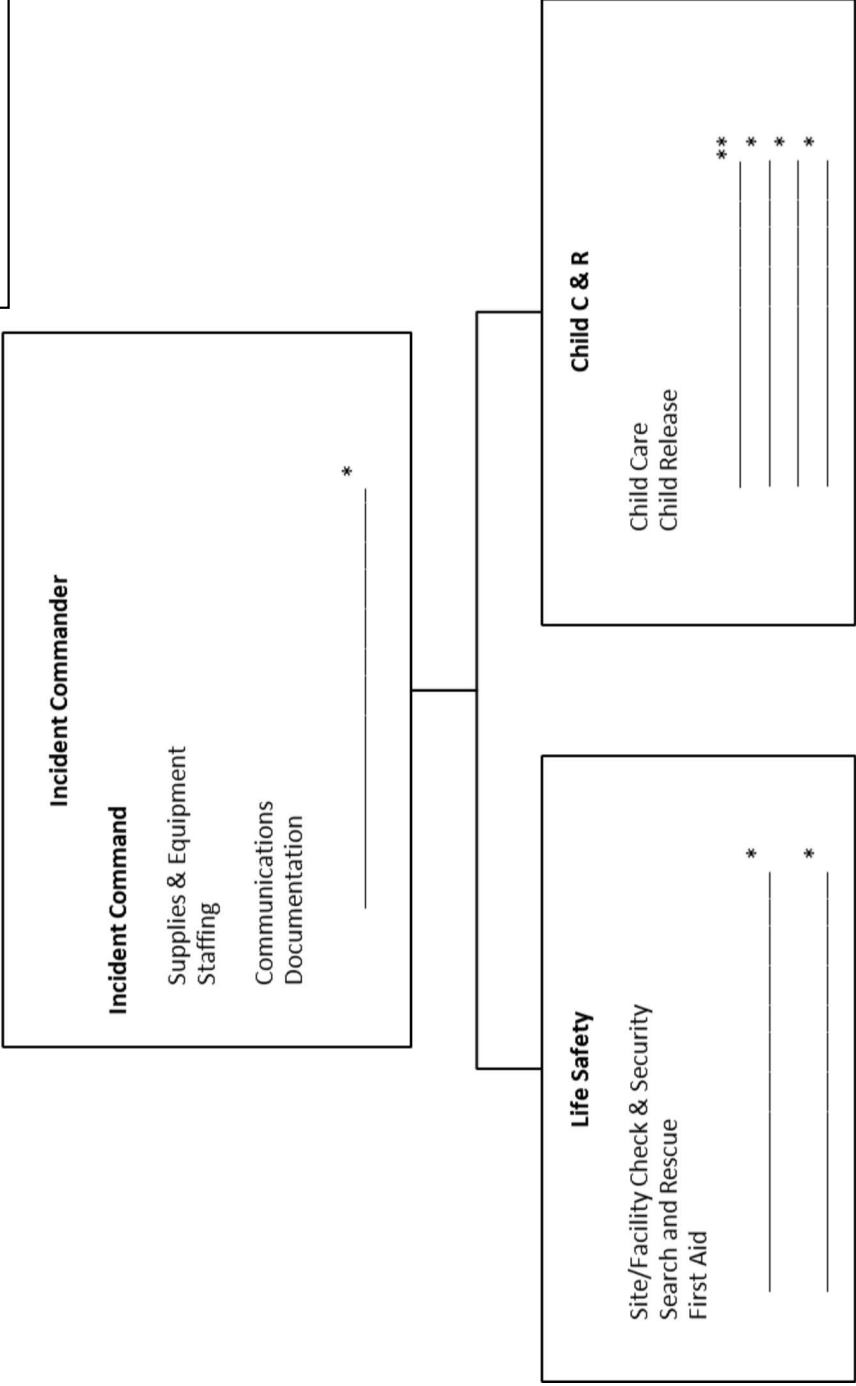 Incident Commander
Incident Command
Supplies & Equipment
Staffing
Communications
Documentation
*
Life Safety
Site/Facility Check & Security
Search and Rescue
First Aid
*
*
Child C & R
Child Care
Child Release
**
*
*
*